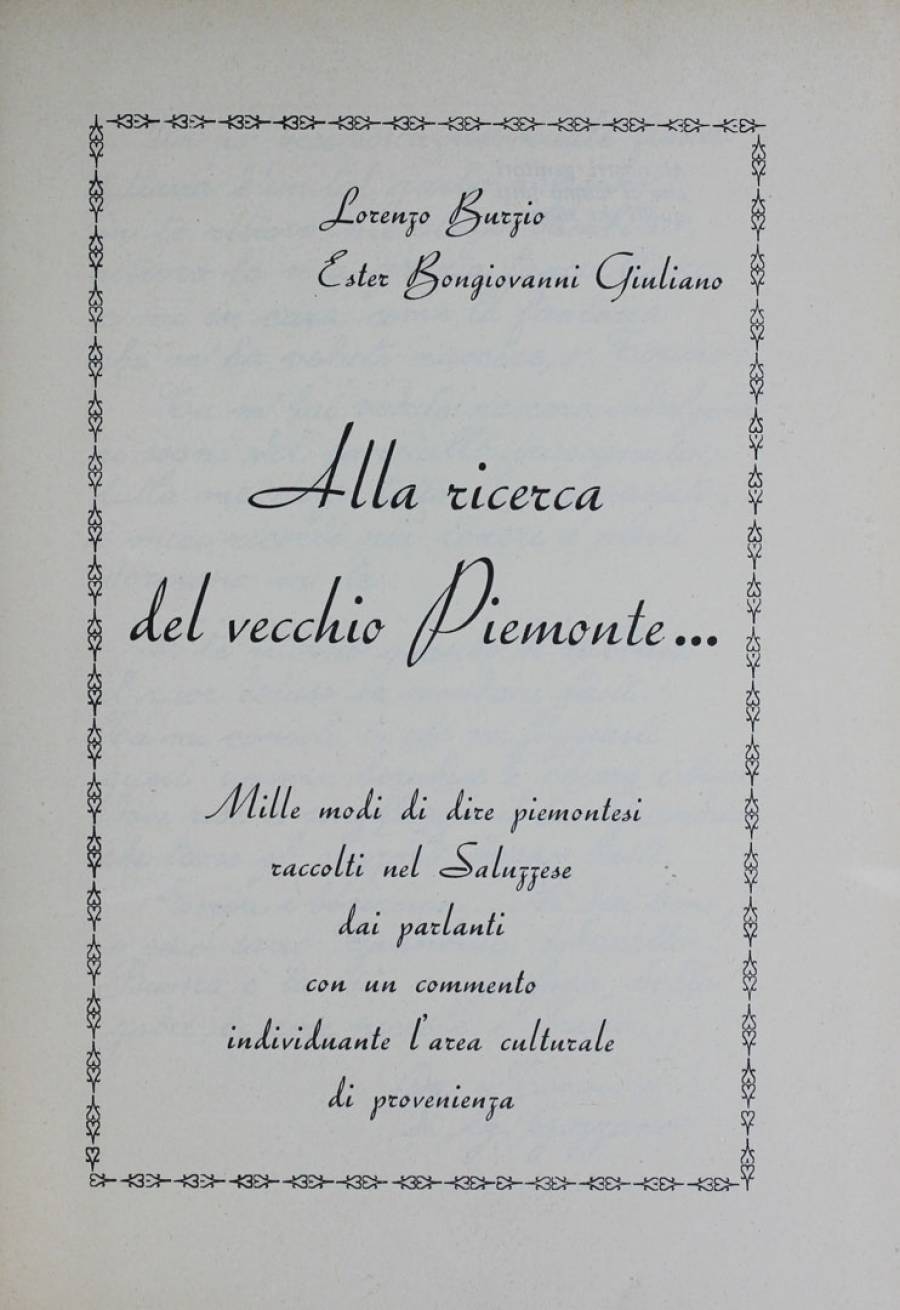 Lorenzo Burzio
Ester Bongiovanni Giuliano
Alla ricerca
del vecchio Piemonte...
Mille modi di dire piemontesi
raccolti nel Saluzzese
dai parlanti
con un commento
individuante l'area culturale
di provenienza